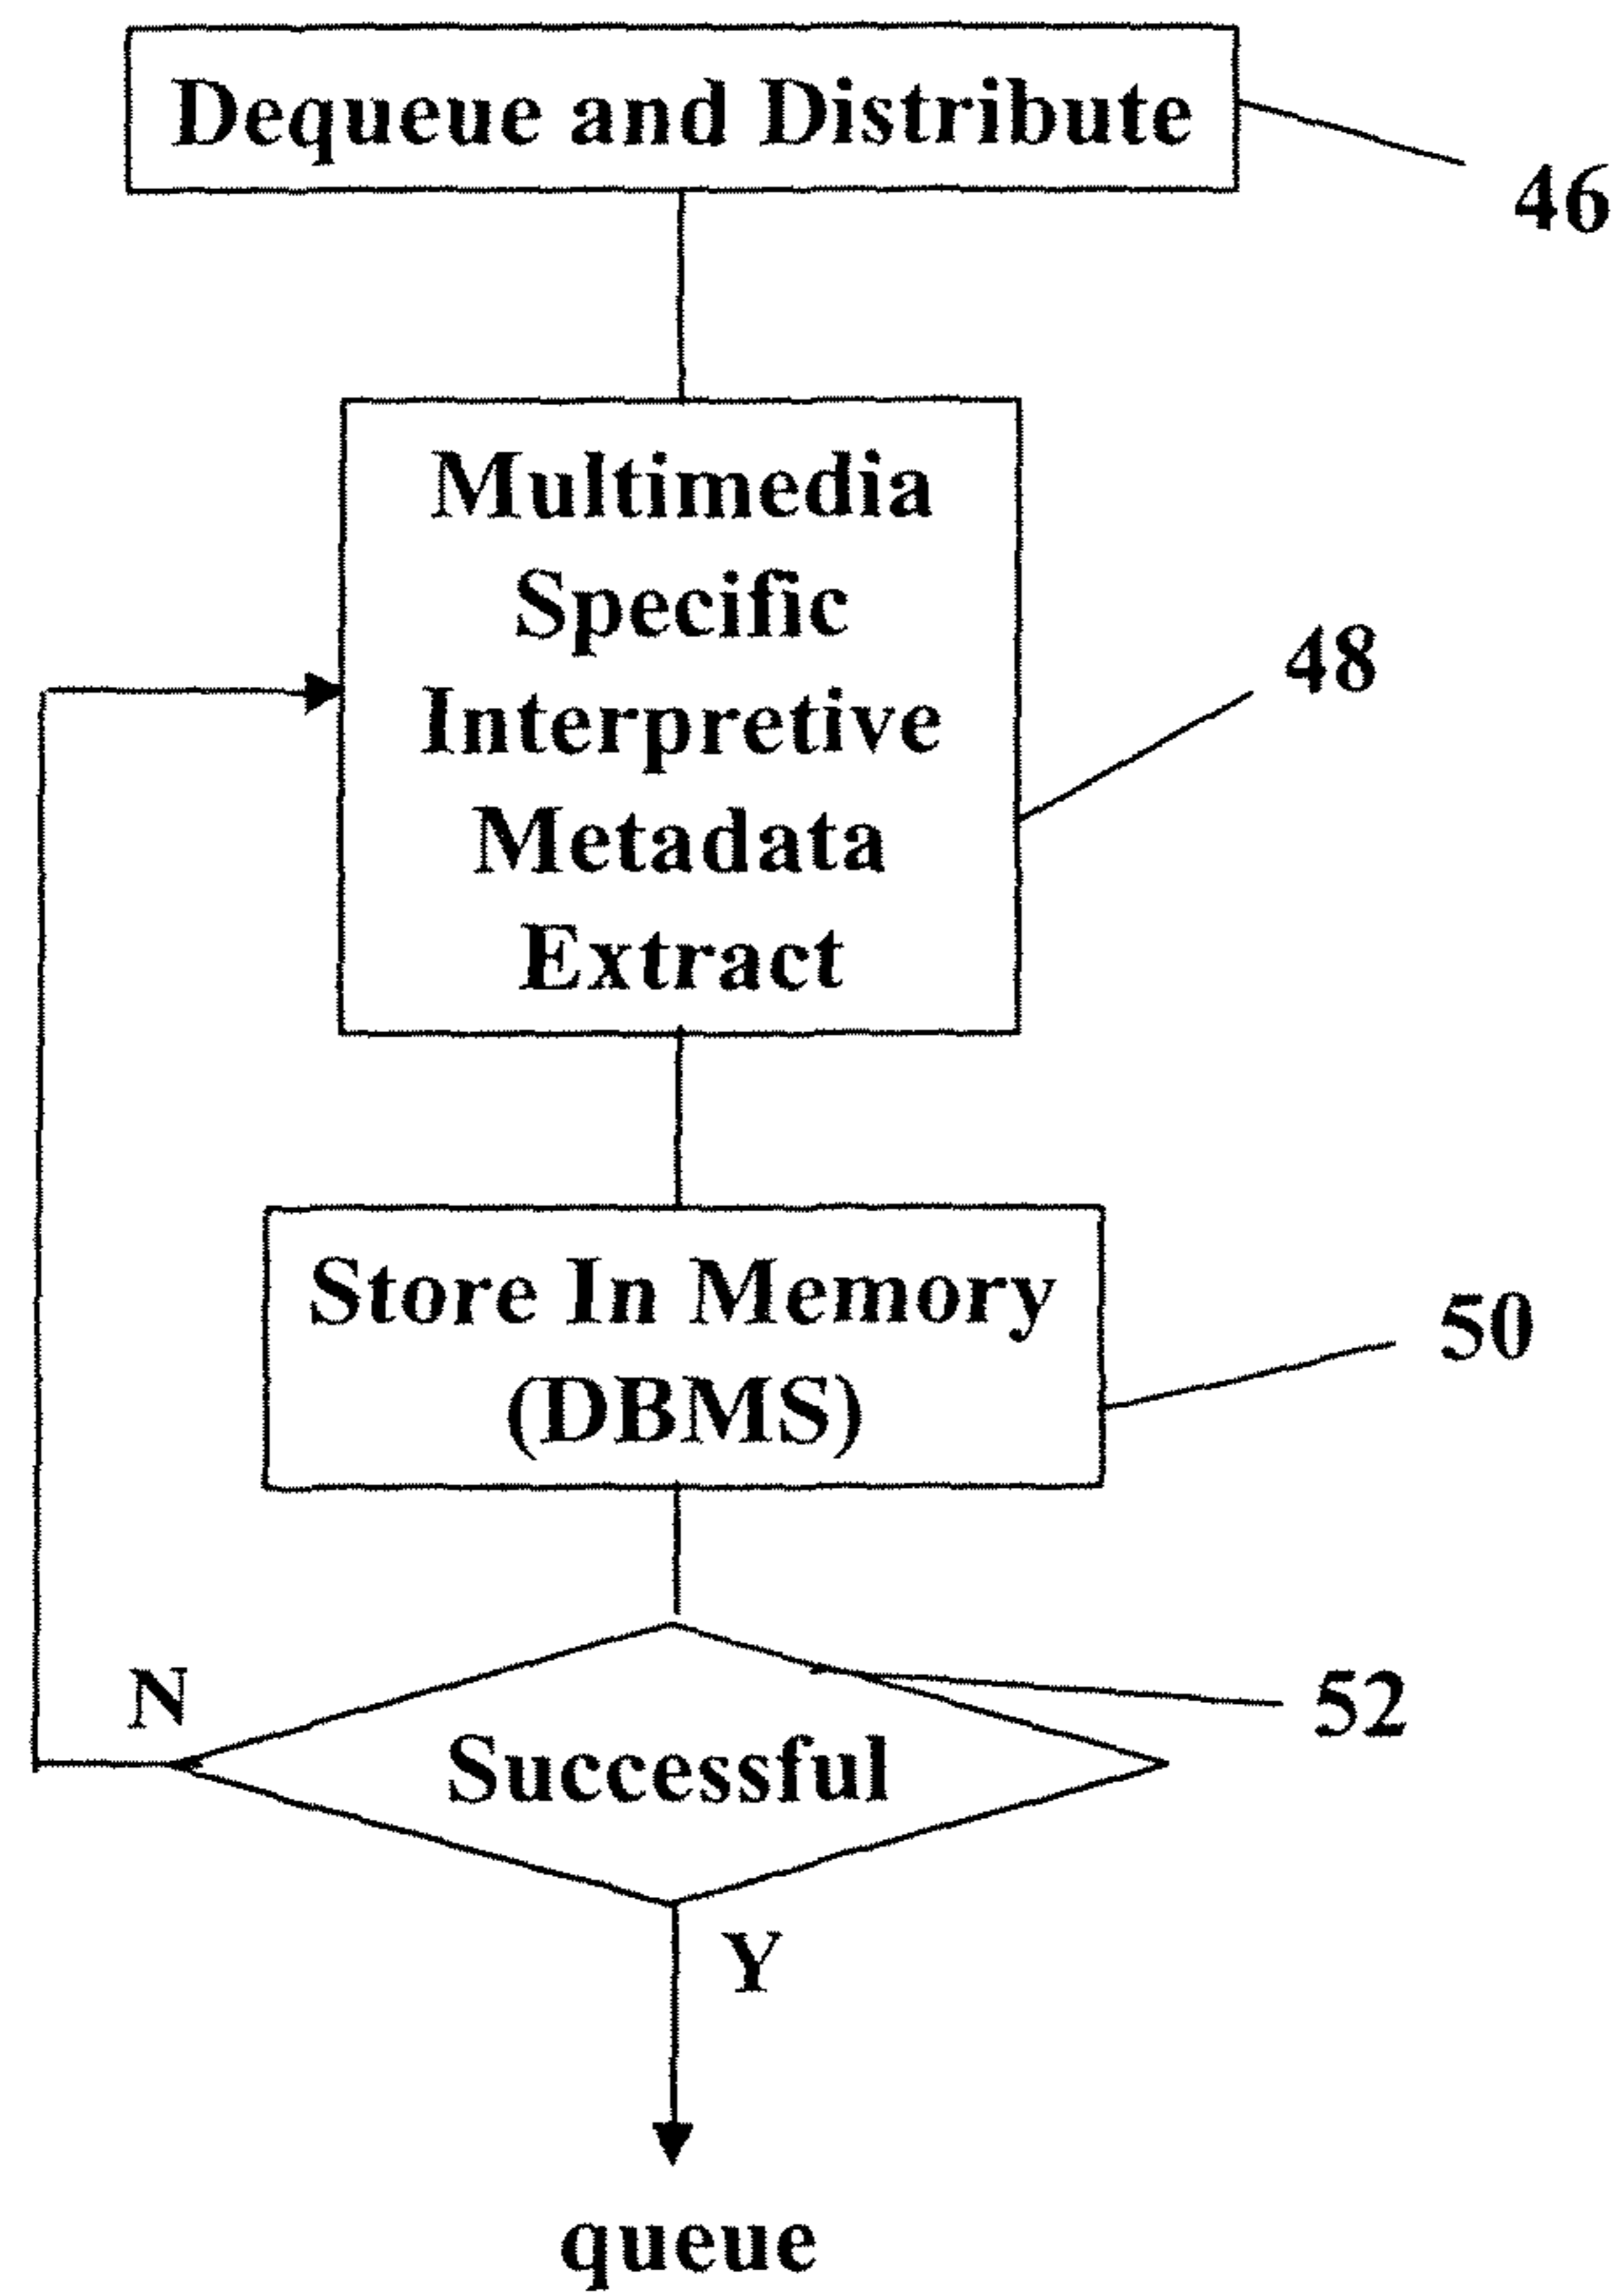 Dequeue and Distribute
46
Multimedia
Specific
Interpretive
Metadata
Extract
48
Store In Memory
(DBMS)
50
N
Successful
52
Y
queue